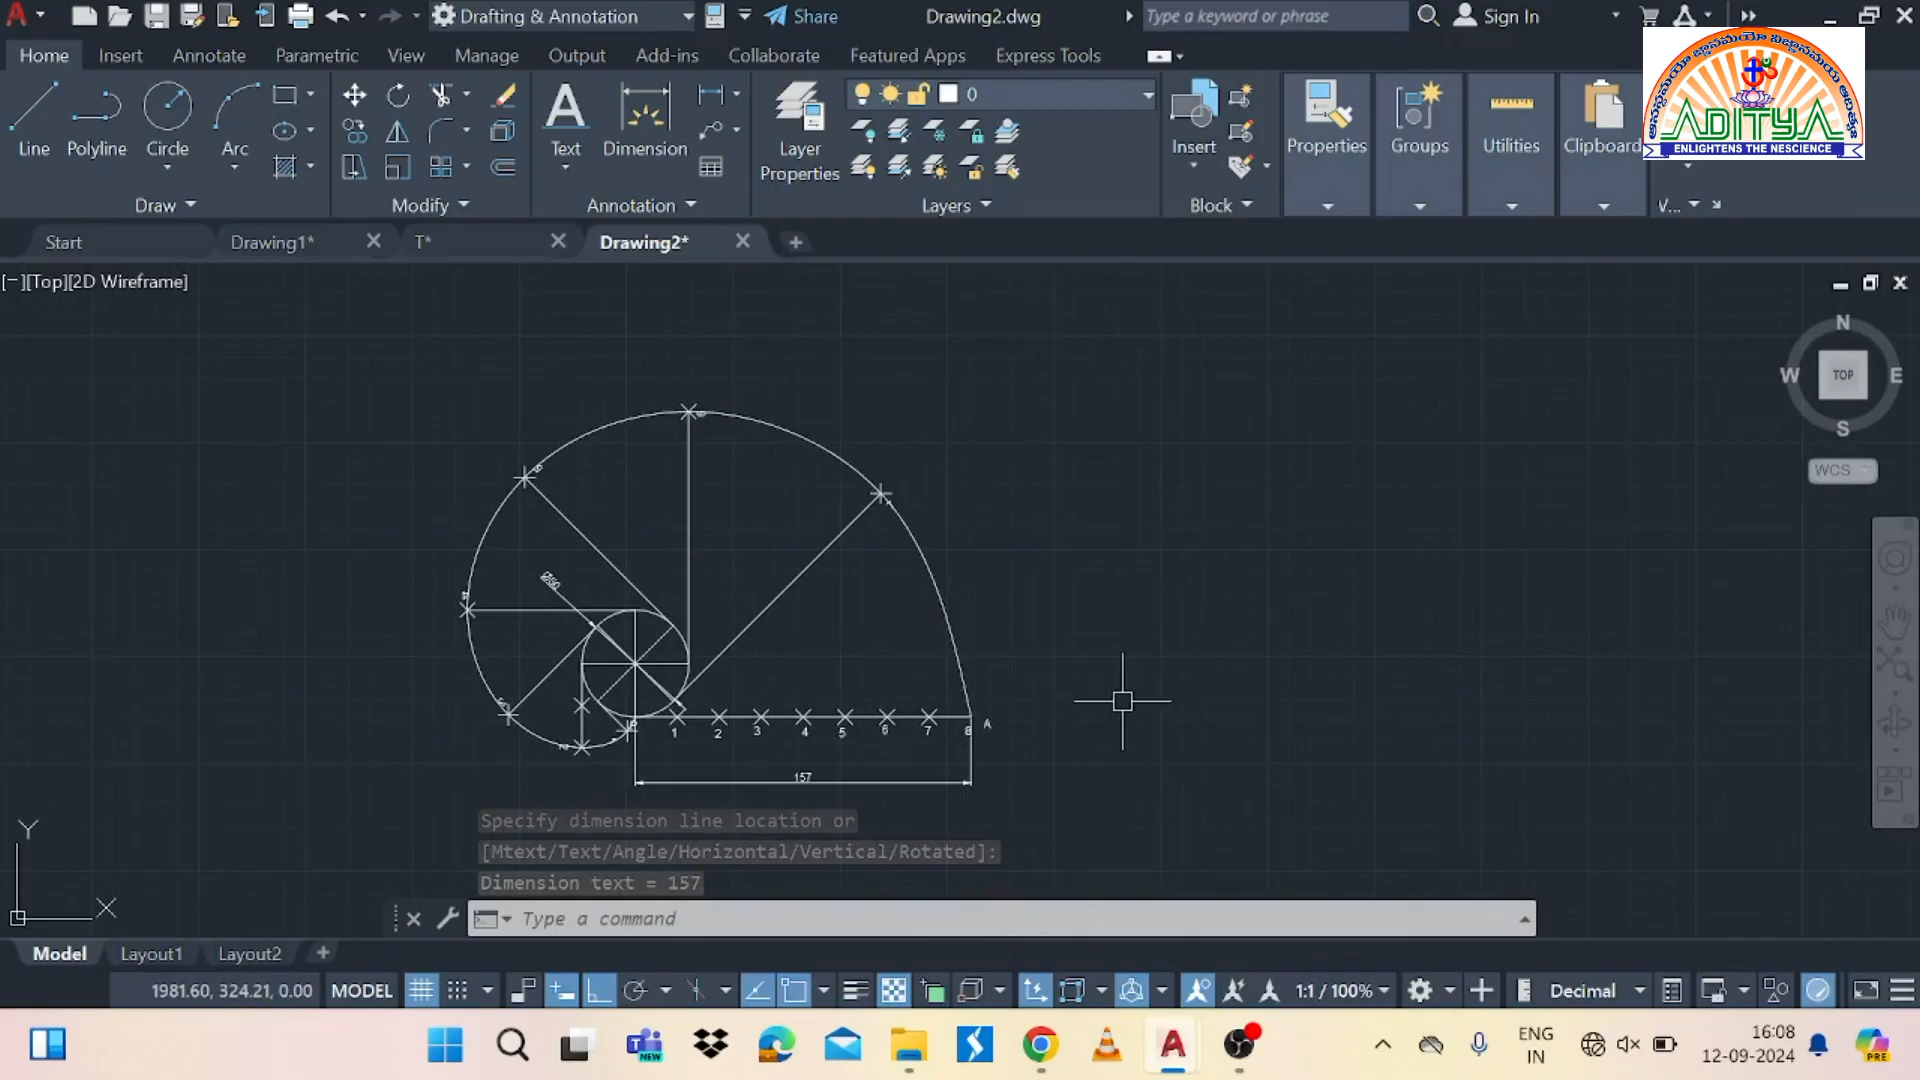 Drafting & Annotation
Share
Drawing2.dwg
Type a keyword or phrase
Sign In
Home
Insert
Annotate
Parametric
View
Manage
Output
Add-ins
Collaborate
Featured Apps
Express Tools
Line
Polyline
Circle
Arc
Text
Dimension
Layer
Properties
0
Insert
Properties
Groups
Utilities
Clipboard
ADITYA
ENLIGHTENS THE NESCIENCE
Draw
Modify
Annotation
Layers
Block
V...
Start
Drawing1*
T*
Drawing2*
[−][Top][2D Wireframe]
N
W
TOP
E
S
WCS
Ø50
P
1
2
3
4
5
6
7
8
A
157
Specify dimension line location or
[Mtext/Text/Angle/Horizontal/Vertical/Rotated]:
Dimension text = 157
Type a command
Y
X
Model
Layout1
Layout2
1981.60, 324.21, 0.00
MODEL
1:1 / 100%
Decimal
NEW
ENG
IN
16:08
12-09-2024
PRE